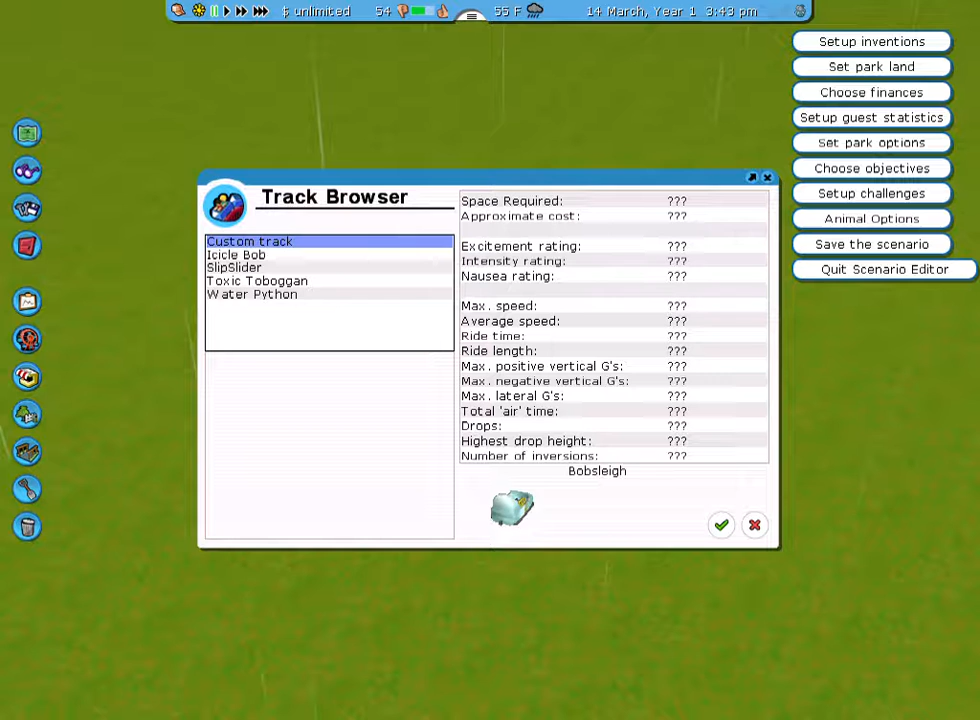 $ unlimited 54 55 F 14 March, Year 1 3:43 pm
Setup inventions
Set park land
Choose finances
Setup guest statistics
Set park options
Choose objectives
Setup challenges
Animal Options
Save the scenario
Quit Scenario Editor
Track Browser
Custom track
Icicle Bob
SlipSlider
Toxic Toboggan
Water Python
Space Required: ???
Approximate cost: ???
Excitement rating: ???
Intensity rating: ???
Nausea rating: ???
Max. speed: ???
Average speed: ???
Ride time: ???
Ride length: ???
Max. positive vertical G's: ???
Max. negative vertical G's: ???
Max. lateral G's: ???
Total 'air' time: ???
Drops: ???
Highest drop height: ???
Number of inversions: ???
Bobsleigh